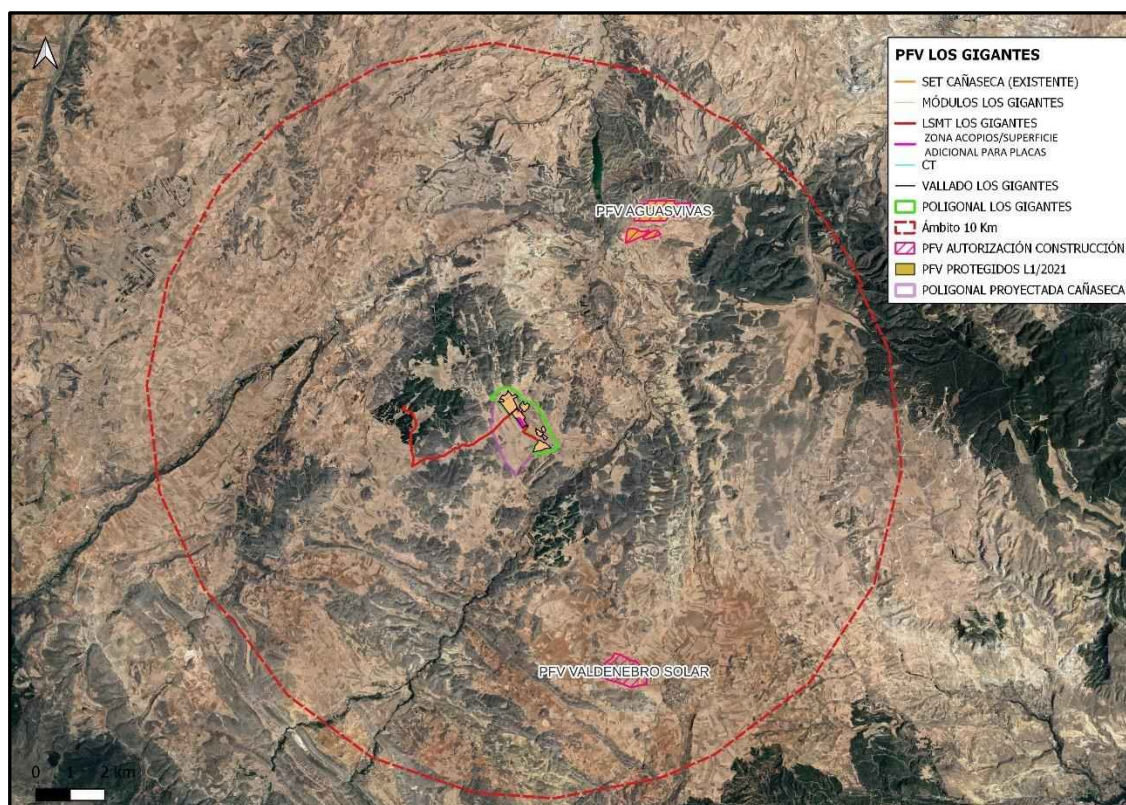 PFV LOS GIGANTES
SET CAÑASECA (EXISTENTE)
MÓDULOS LOS GIGANTES
LSMT LOS GIGANTES
ZONA ACOPIOS/SUPERFICIE
ADICIONAL PARA PLACAS
CT
VALLADO LOS GIGANTES
POLIGONAL LOS GIGANTES
Ámbito 10 Km
PFV AUTORIZACIÓN CONSTRUCCIÓN
PFV PROTEGIDOS L1/2021
POLIGONAL PROYECTADA CAÑASECA
PFV AGUASVIVAS
PFV VALDENEBRO SOLAR
0 1 2 km